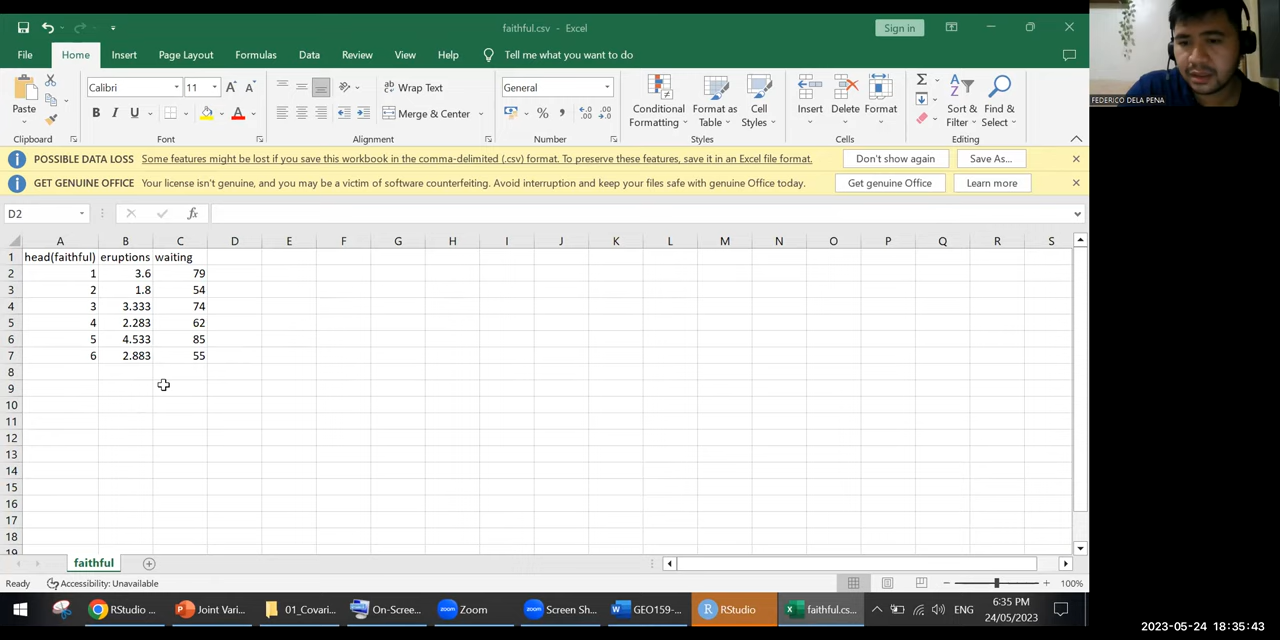 faithful.csv - Excel
Sign in
File Home Insert Page Layout Formulas Data Review View Help Tell me what you want to do
Paste
Calibri 11
B I U
Wrap Text
Merge & Center
General
Conditional Formatting
Format as Table
Cell Styles
Insert Delete Format
Sort & Filter
Find & Select
Clipboard Font Alignment Number Styles Cells Editing
FEDERICO DELA PENA
POSSIBLE DATA LOSS Some features might be lost if you save this workbook in the comma-delimited (.csv) format. To preserve these features, save it in an Excel file format. Don't show again Save As...
GET GENUINE OFFICE Your license isn't genuine, and you may be a victim of software counterfeiting. Avoid interruption and keep your files safe with genuine Office today. Get genuine Office Learn more
D2 fx
A B C D E F G H I J K L M N O P Q R S
1 head(faithful) eruptions waiting
2 1 3.6 79
3 2 1.8 54
4 3 3.333 74
5 4 2.283 62
6 5 4.533 85
7 6 2.883 55
8
9
10
11
12
13
14
15
16
17
18
19
faithful
Ready Accessibility: Unavailable 100%
RStudio ... Joint Vari... 01_Covari... On-Scree... Zoom Screen Sh... GEO159-... RStudio faithful.cs... ENG
6:35 PM
24/05/2023
2023-05-24 18:35:43